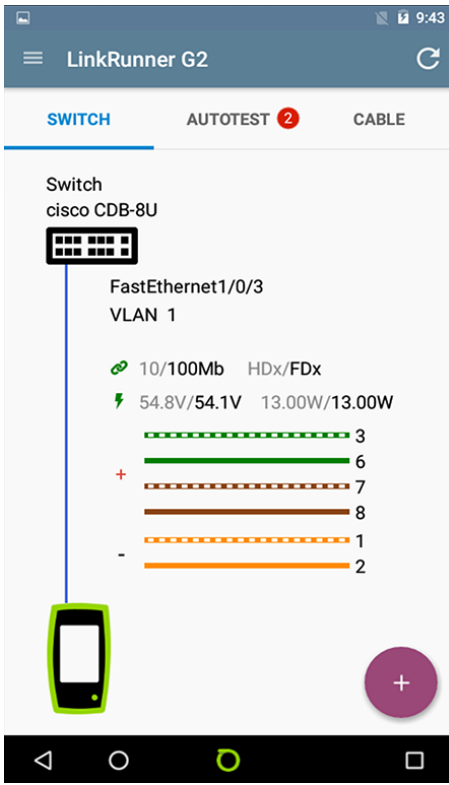 9:43
LinkRunner G2
SWITCH AUTOTEST 2 CABLE
Switch
cisco CDB-8U
FastEthernet1/0/3
VLAN 1
10/100Mb HDx/FDx
54.8V/54.1V 13.00W/13.00W
3
6
+
7
8
1
-
2
+